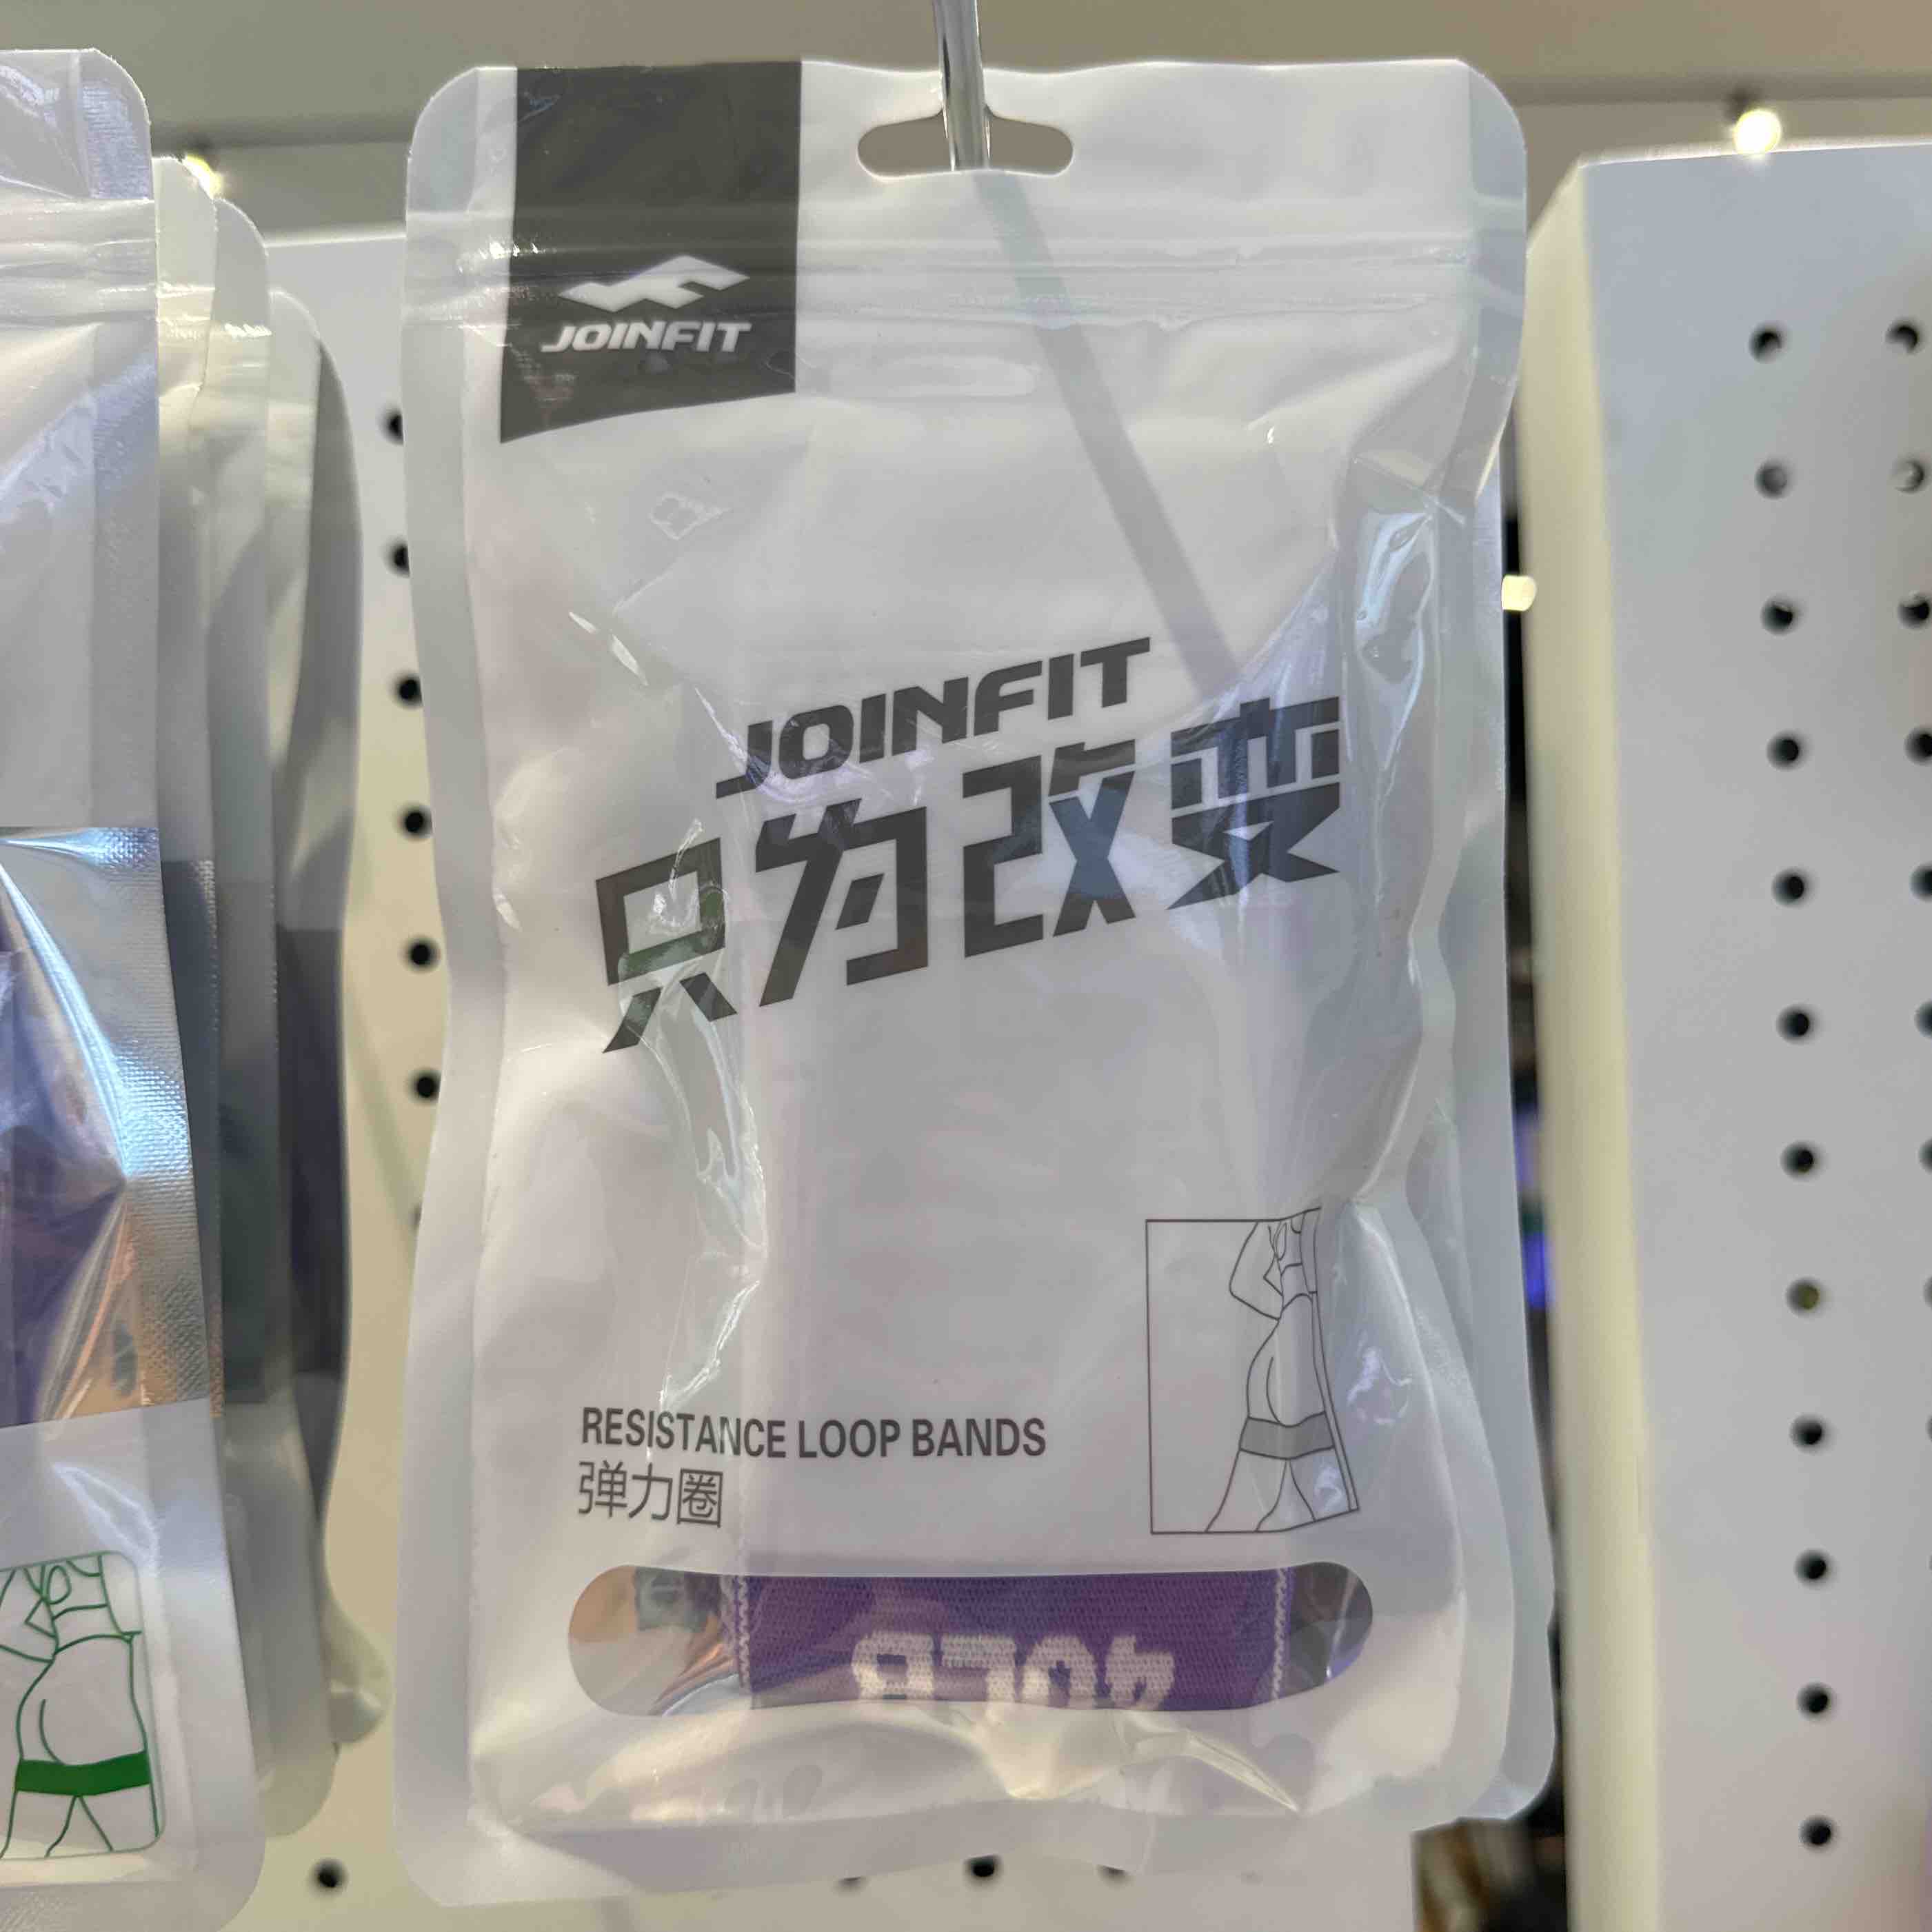 JOINFIT
JOINFIT
只为改变
RESISTANCE LOOP BANDS
弹力圈